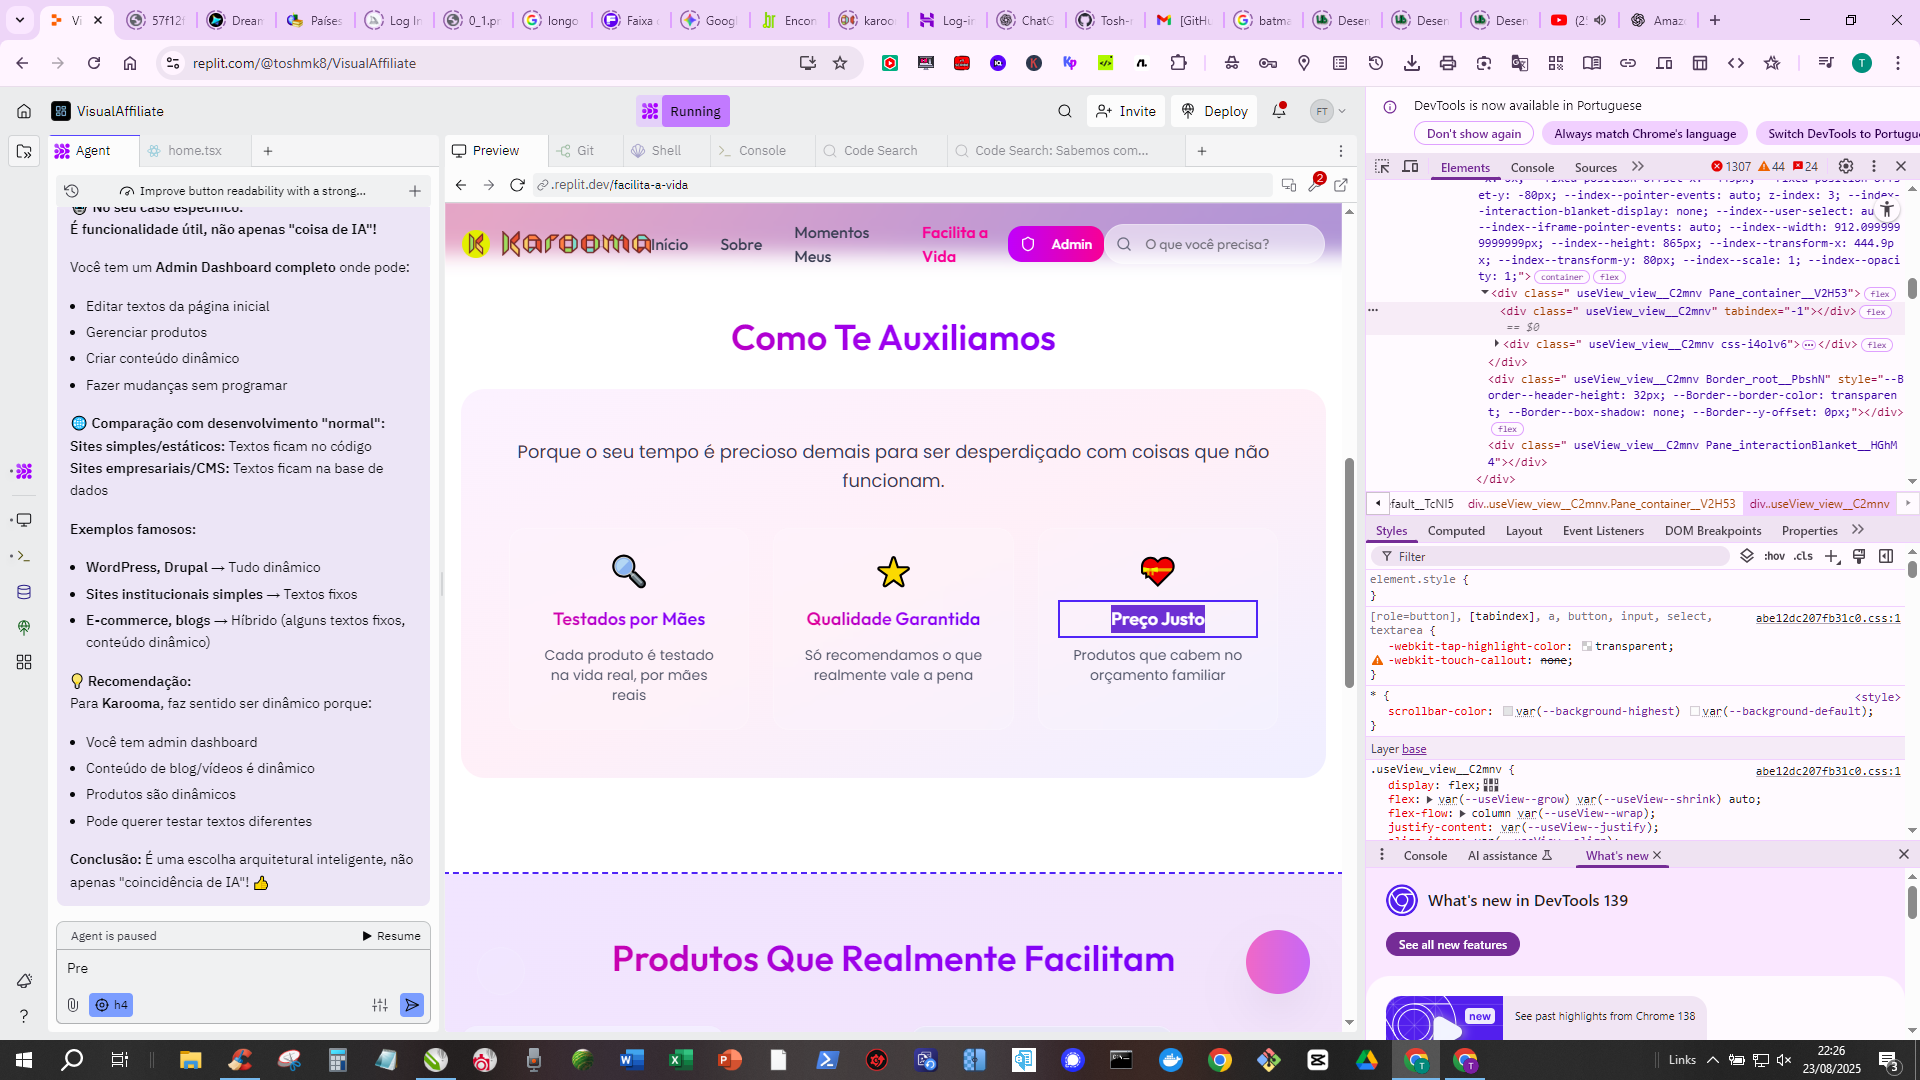 Vi
57f12f
Dream
Países
Log In
0_1.pr
longo
Faixa
Googl
Encon
karoo
Log-ir
ChatG
Tosh-
[GitHu
batma
Desen
Desen
Desen
Amaz
replit.com/@toshmk8/VisualAffiliate
VisualAffiliate
Running
Invite
Deploy
FT
Agent
home.tsx
Improve button readability with a strong...
No seu caso específico:
É funcionalidade útil, não apenas "coisa de IA"!
Você tem um Admin Dashboard completo onde pode:
Editar textos da página inicial
Gerenciar produtos
Criar conteúdo dinâmico
Fazer mudanças sem programar
Comparação com desenvolvimento "normal":
Sites simples/estáticos: Textos ficam no código
Sites empresariais/CMS: Textos ficam na base de
dados
Exemplos famosos:
WordPress, Drupal → Tudo dinâmico
Sites institucionais simples → Textos fixos
E-commerce, blogs → Híbrido (alguns textos fixos,
conteúdo dinâmico)
Recomendação:
Para Karooma, faz sentido ser dinâmico porque:
Você tem admin dashboard
Conteúdo de blog/vídeos é dinâmico
Produtos são dinâmicos
Pode querer testar textos diferentes
Conclusão: É uma escolha arquitetural inteligente, não
apenas "coincidência de IA"!
Agent is paused
Resume
Pre
h4
Preview
Git
Shell
Console
Code Search
Code Search: Sabemos com...
.replit.dev/facilita-a-vida
2
Karooma
Início
Sobre
Momentos
Meus
Facilita a
Vida
Admin
O que você precisa?
Como Te Auxiliamos
Porque o seu tempo é precioso demais para ser desperdiçado com coisas que não
funcionam.
Testados por Mães
Cada produto é testado
na vida real, por mães
reais
Qualidade Garantida
Só recomendamos o que
realmente vale a pena
Preço Justo
Produtos que cabem no
orçamento familiar
Produtos Que Realmente Facilitam
DevTools is now available in Portuguese
Don't show again
Always match Chrome's language
Switch DevTools to Portugue
Elements
Console
Sources
1307
44
24
et-y: -80px; --index--pointer-events: auto; z-index: 3; --index-
-interaction-blanket-display: none; --index--user-select: au
--index--iframe-pointer-events: auto; --index--width: 912.099999
9999999px; --index--height: 865px; --index--transform-x: 444.9p
x; --index--transform-y: 80px; --index--scale: 1; --index--opaci
ty: 1;"> container flex
<div class=" useView_view__C2mnv Pane_container__V2H53"> flex
<div class=" useView_view__C2mnv" tabindex="-1"></div> flex
== $0
<div class=" useView_view__C2mnv css-i4olv6"> </div> flex
</div>
<div class=" useView_view__C2mnv Border_root__PbshN" style="--B
order--header-height: 32px; --Border--border-color: transparen
t; --Border--box-shadow: none; --Border--y-offset: 0px;"></div>
flex
<div class=" useView_view__C2mnv Pane_interactionBlanket__HGhM
4"></div>
</div>
efault__TcNI5
div..useView_view__C2mnv.Pane_container__V2H53
div..useView_view__C2mnv
Styles
Computed
Layout
Event Listeners
DOM Breakpoints
Properties
Filter
:hov
.cls
element.style {
}
[role=button], [tabindex], a, button, input, select,
textarea {
abe12dc207fb31c0.css:1
-webkit-tap-highlight-color: transparent;
-webkit-touch-callout: none;
}
* {
<style>
scrollbar-color: var(--background-highest) var(--background-default);
}
Layer base
.useView_view__C2mnv {
abe12dc207fb31c0.css:1
display: flex;
flex: var(--useView--grow) var(--useView--shrink) auto;
flex-flow: column var(--useView--wrap);
justify-content: var(--useView--justify);
Console
AI assistance
What's new
What's new in DevTools 139
See all new features
new
See past highlights from Chrome 138
Links
22:26
23/08/2025
3